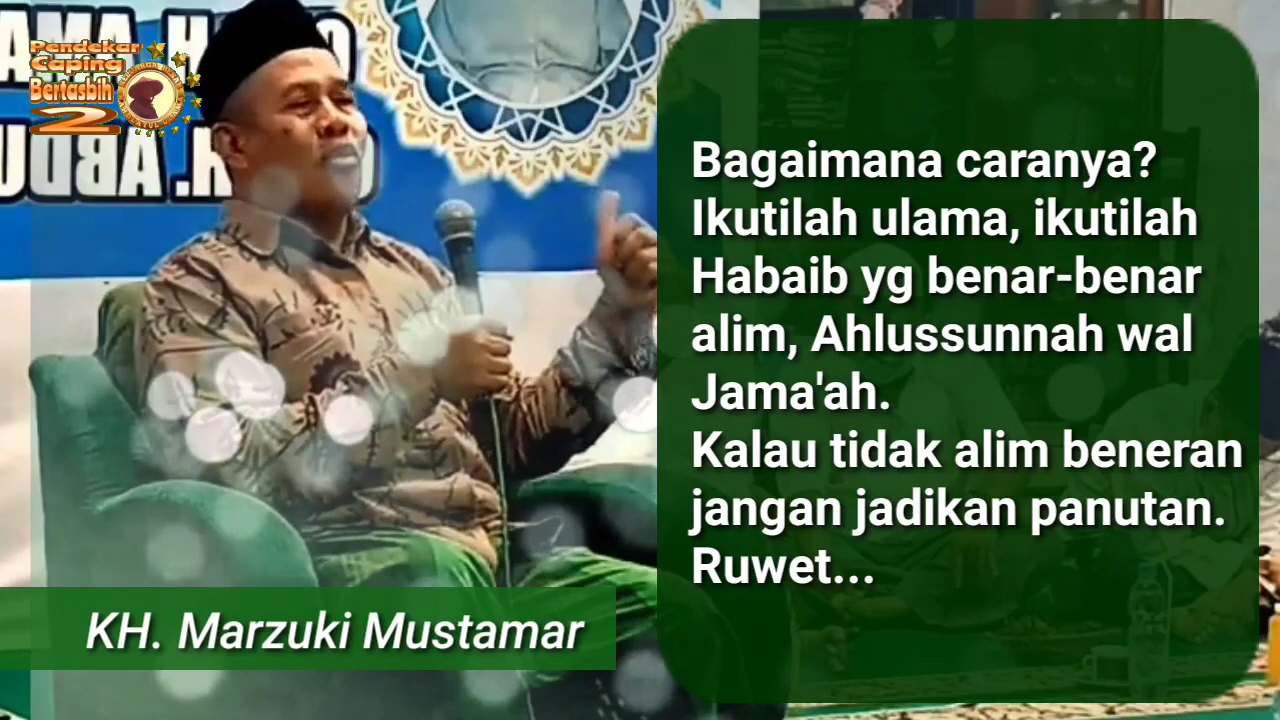 Pendekar
Caping
Bertasbih
2
H. ABDU
Bagaimana caranya?
Ikutilah ulama, ikutilah
Habaib yg benar-benar
alim, Ahlussunnah wal
Jama'ah.
Kalau tidak alim beneran
jangan jadikan panutan.
Ruwet...
KH. Marzuki Mustamar